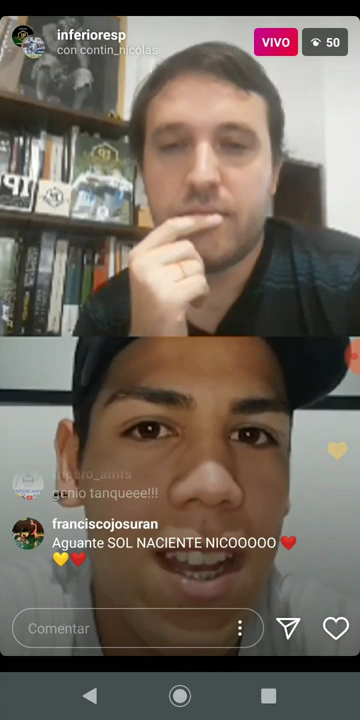 inferioresp
con contin_nicolas
VIVO
50
genio tanqueee!!!
franciscojosuran
Aguante SOL NACIENTE NICOOOOO ❤️
💛❤️
Comentar